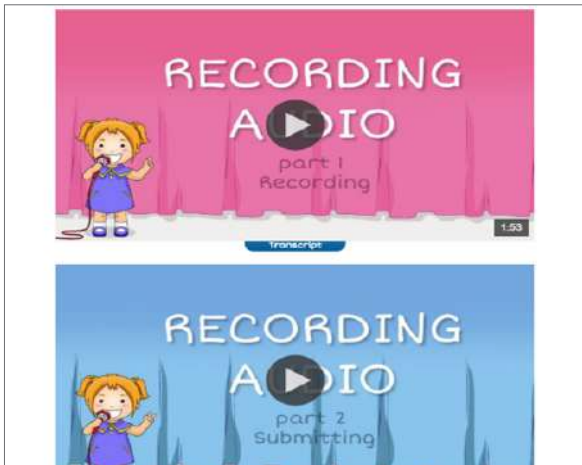 RECORDING
AUDIO
part 1
Recording
1:53
Transcript
RECORDING
AUDIO
part 2
Submitting